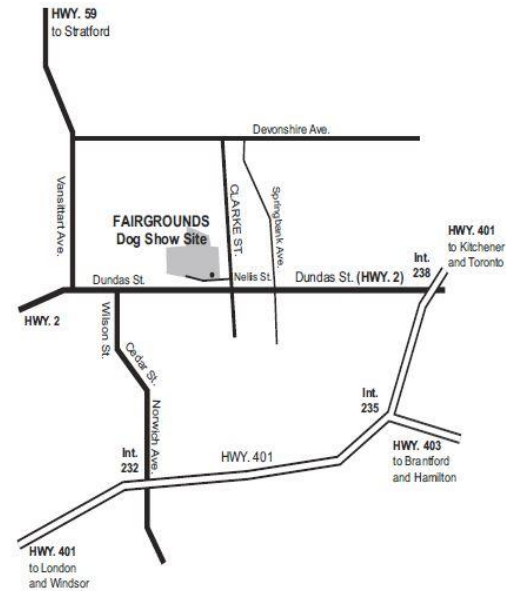 HWY. 59
to Stratford
Devonshire Ave.
Vansittart Ave.
CLARKE ST.
Springbank Ave.
FAIRGROUNDS
Dog Show Site
HWY. 401
to Kitchener
and Toronto
Int.
238
Nellis St.
Dundas St.
Dundas St. (HWY. 2)
HWY. 2
Wilson St.
Cedar St.
Norwich Ave.
Int.
235
Int.
232
HWY. 401
HWY. 403
to Brantford
and Hamilton
HWY. 401
to London
and Windsor